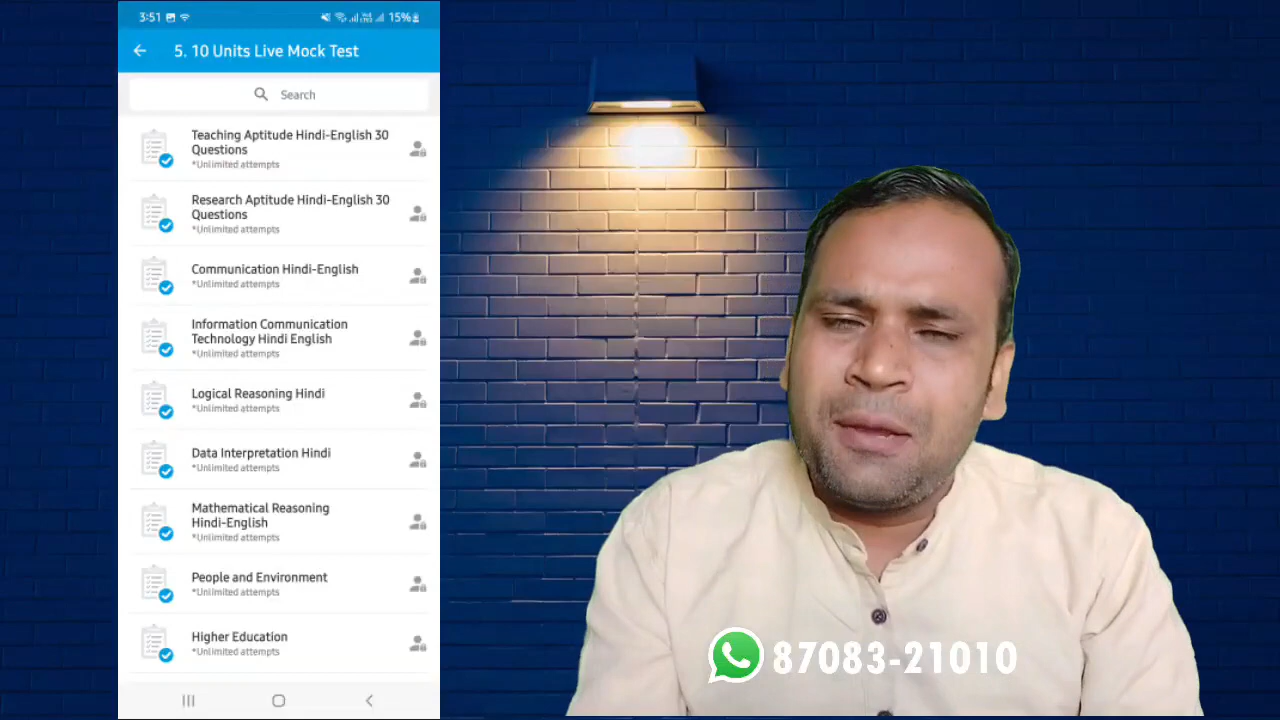 3:51
15%
5. 10 Units Live Mock Test
Search
Teaching Aptitude Hindi-English 30
Questions
*Unlimited attempts
Research Aptitude Hindi-English 30
Questions
*Unlimited attempts
Communication Hindi-English
*Unlimited attempts
Information Communication
Technology Hindi English
*Unlimited attempts
Logical Reasoning Hindi
*Unlimited attempts
Data Interpretation Hindi
*Unlimited attempts
Mathematical Reasoning
Hindi-English
*Unlimited attempts
People and Environment
*Unlimited attempts
Higher Education
*Unlimited attempts
87083-21010